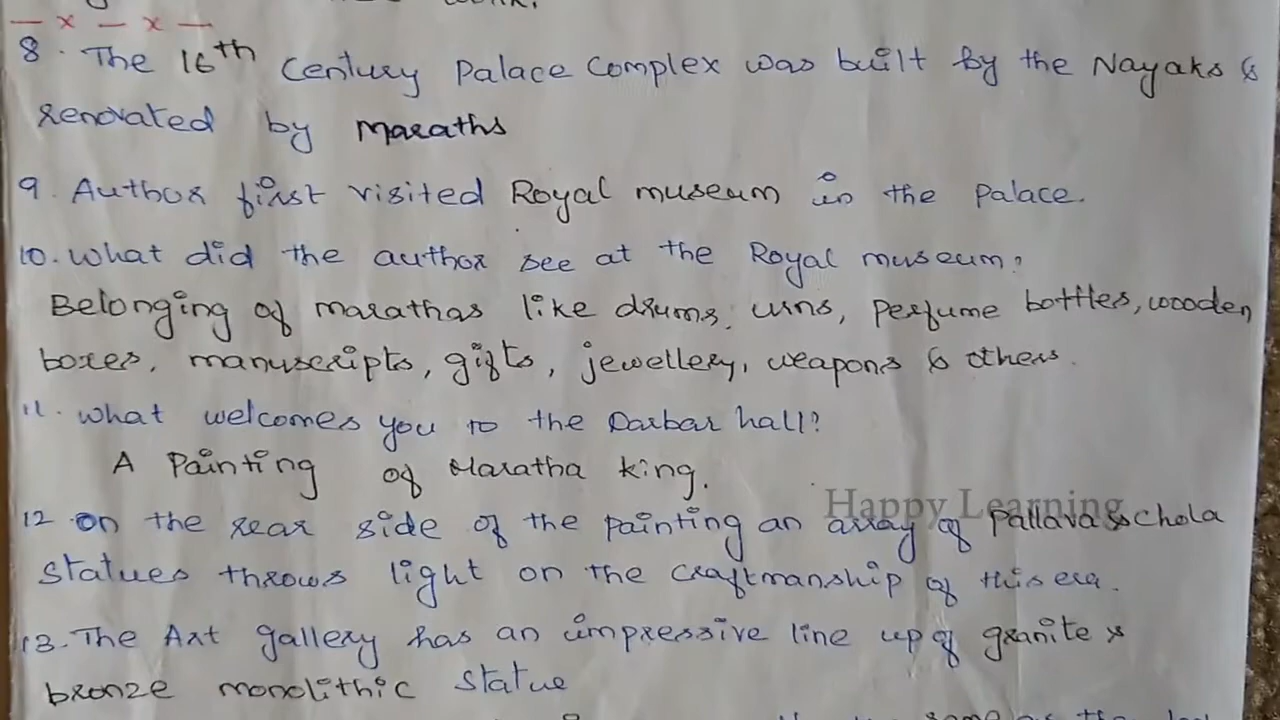 — x — x —
8. The 16th Century Palace Complex was built by the Nayaks &
renovated by Maraths
9. Author first visited Royal museum in the Palace.
10. What did the author see at the Royal museum?
Belonging of marathas like drums, urns, perfume bottles, wooden
boxes, manuscripts, gifts, jewellery, weapons & others.
11. What welcomes you to the Darbar hall?
A Painting of Maratha king.
Happy Learning
12 on the rear side of the painting an array of Pallava & chola
statues throws light on the craftmanship of this era.
13. The Art gallery has an impressive line up of granite &
bronze monolithic statue